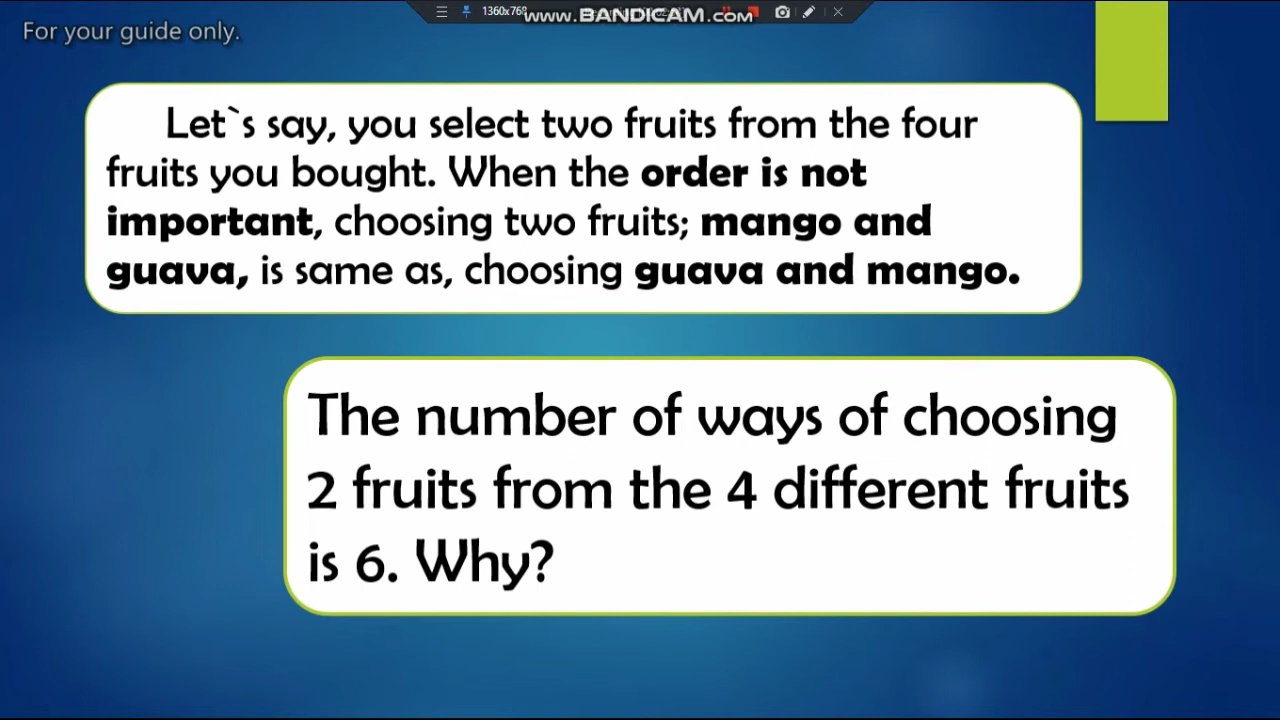 1360x768
www.BANDICAM.com
For your guide only.
Let`s say, you select two fruits from the four
fruits you bought. When the order is not
important, choosing two fruits; mango and
guava, is same as, choosing guava and mango.
The number of ways of choosing
2 fruits from the 4 different fruits
is 6. Why?